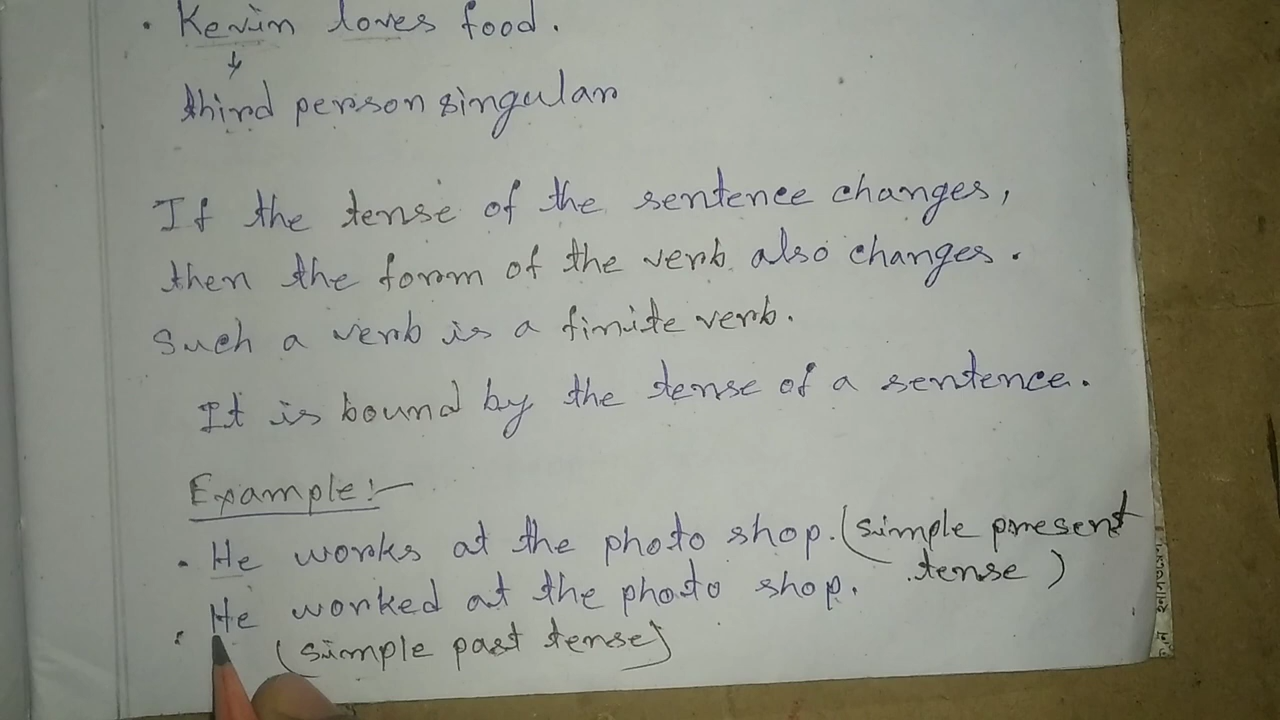 • Kevin loves food.
↓
third person singular
If the tense of the sentence changes,
then the form of the verb also changes.
Such a verb is a finite verb.
It is bound by the tense of a sentence.
Example:-
• He works at the photo shop. (simple present
tense)
• He worked at the photo shop.
(simple past tense)